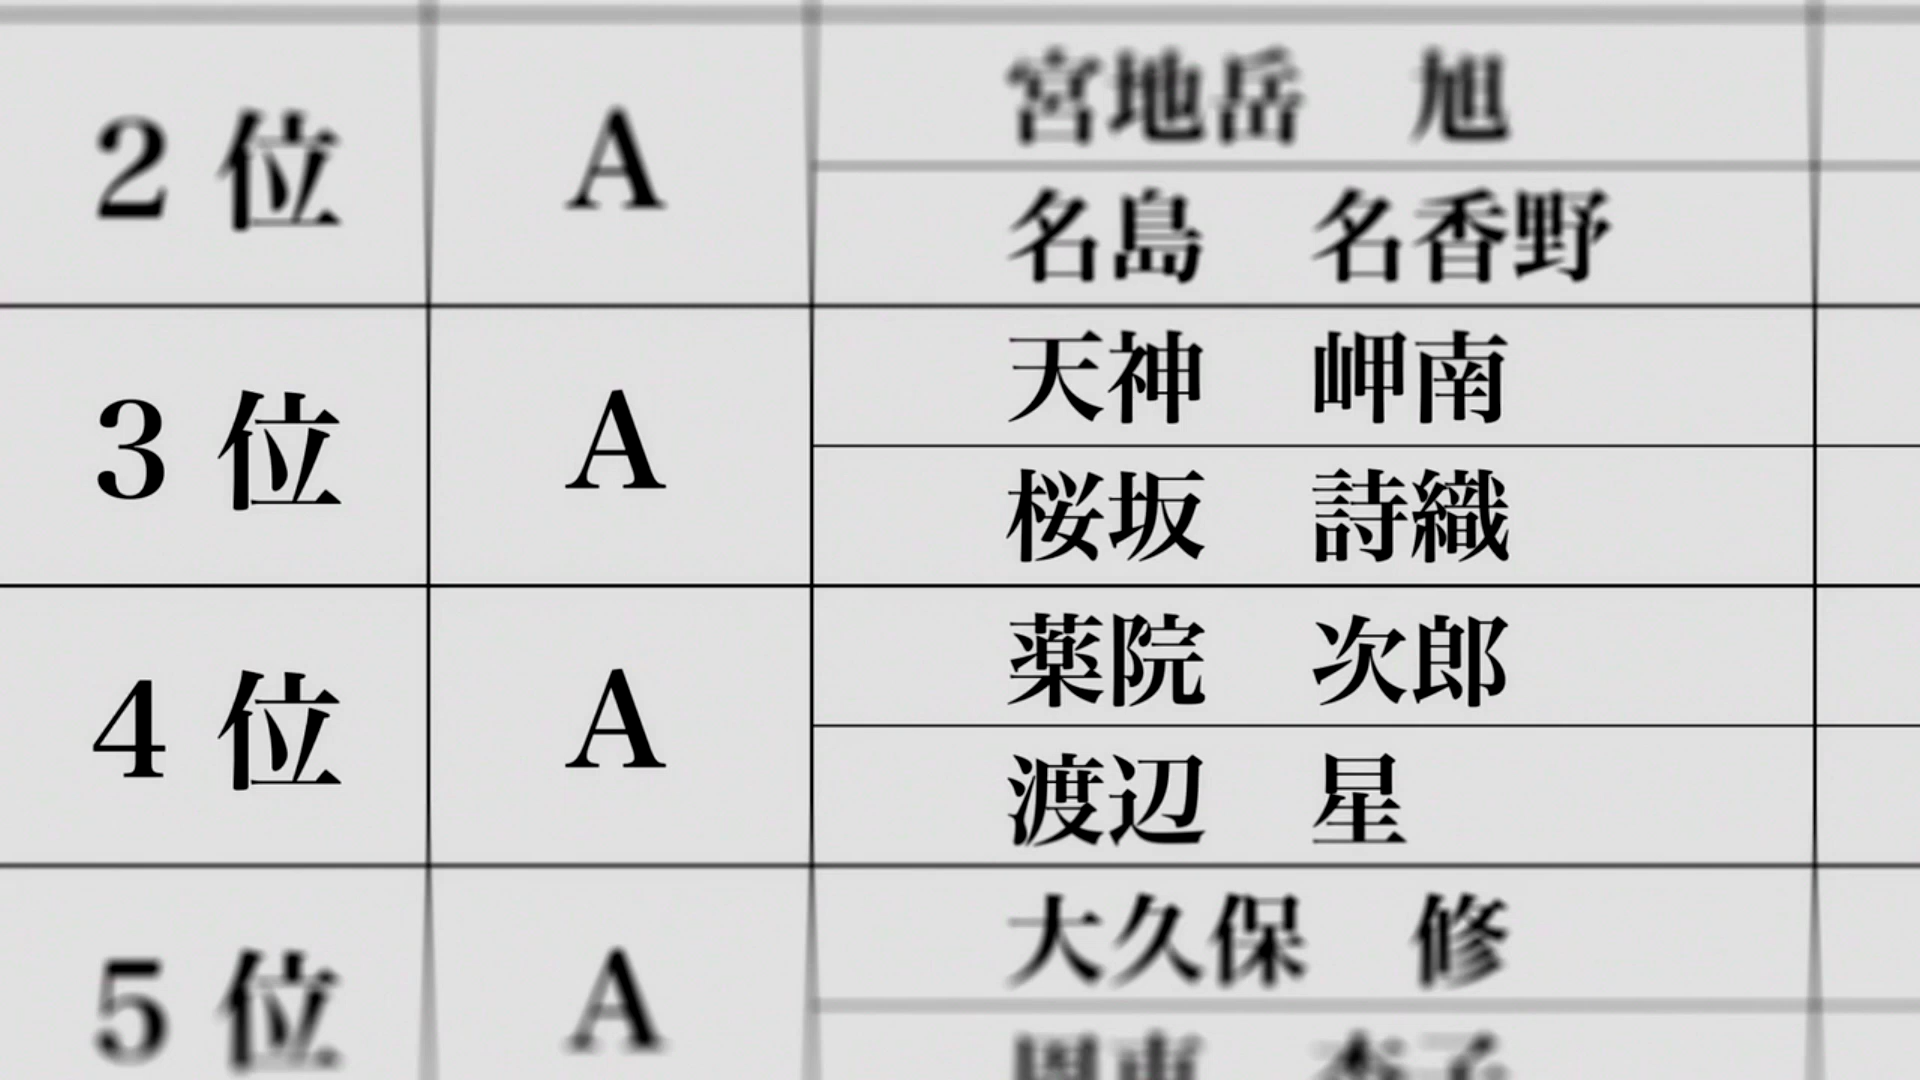 宮地岳　旭
2 位　A
名島　名香野
天神　岬南
3 位　A
桜坂　詩織
薬院　次郎
4 位　A
渡辺　星
大久保　修
5 位　A